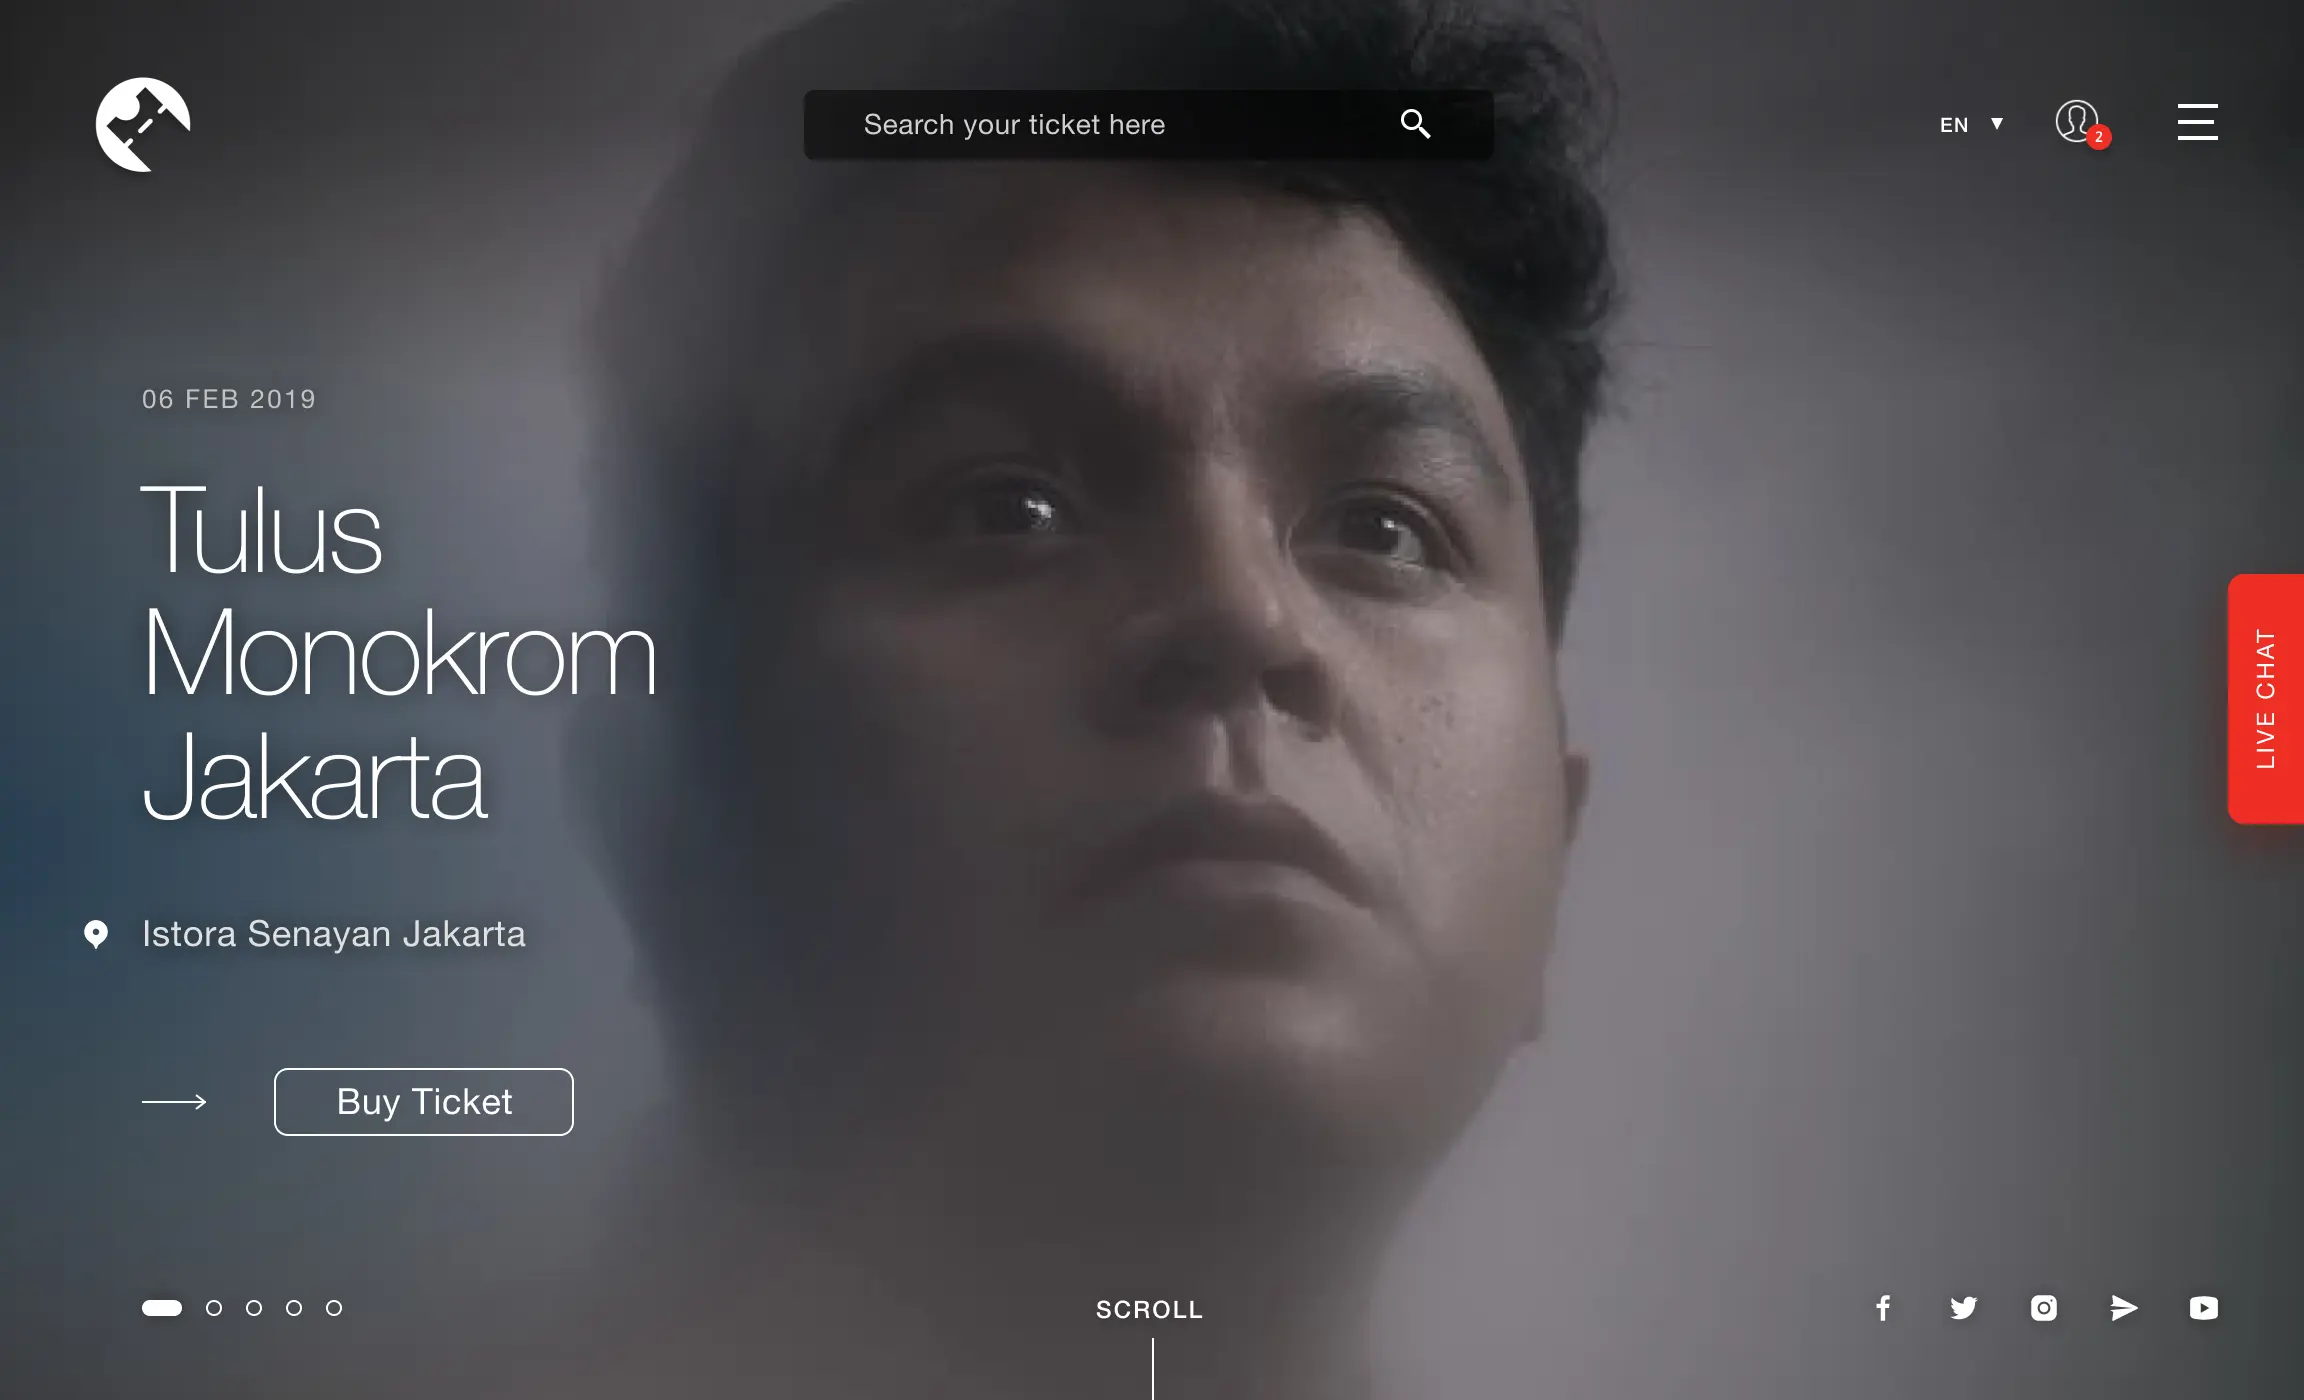 Search your ticket here
EN
2
06 FEB 2019
Tulus
Monokrom
Jakarta
LIVE CHAT
Istora Senayan Jakarta
Buy Ticket
SCROLL